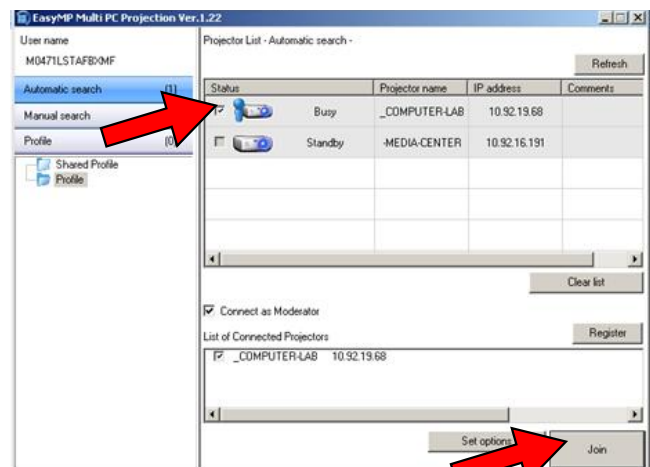 EasyMP Multi PC Projection Ver.1.22
User name
M0471LSTAFBXMF
Automatic search (1)
Manual search
Profile (0)
Shared Profile
Profile
Projector List - Automatic search -
Refresh
Status Projector name IP address Comments
Busy _COMPUTER-LAB 10.92.19.68
Standby -MEDIA-CENTER 10.92.16.191
Clear list
Connect as Moderator
List of Connected Projectors
Register
_COMPUTER-LAB 10.92.19.68
Set options
Join